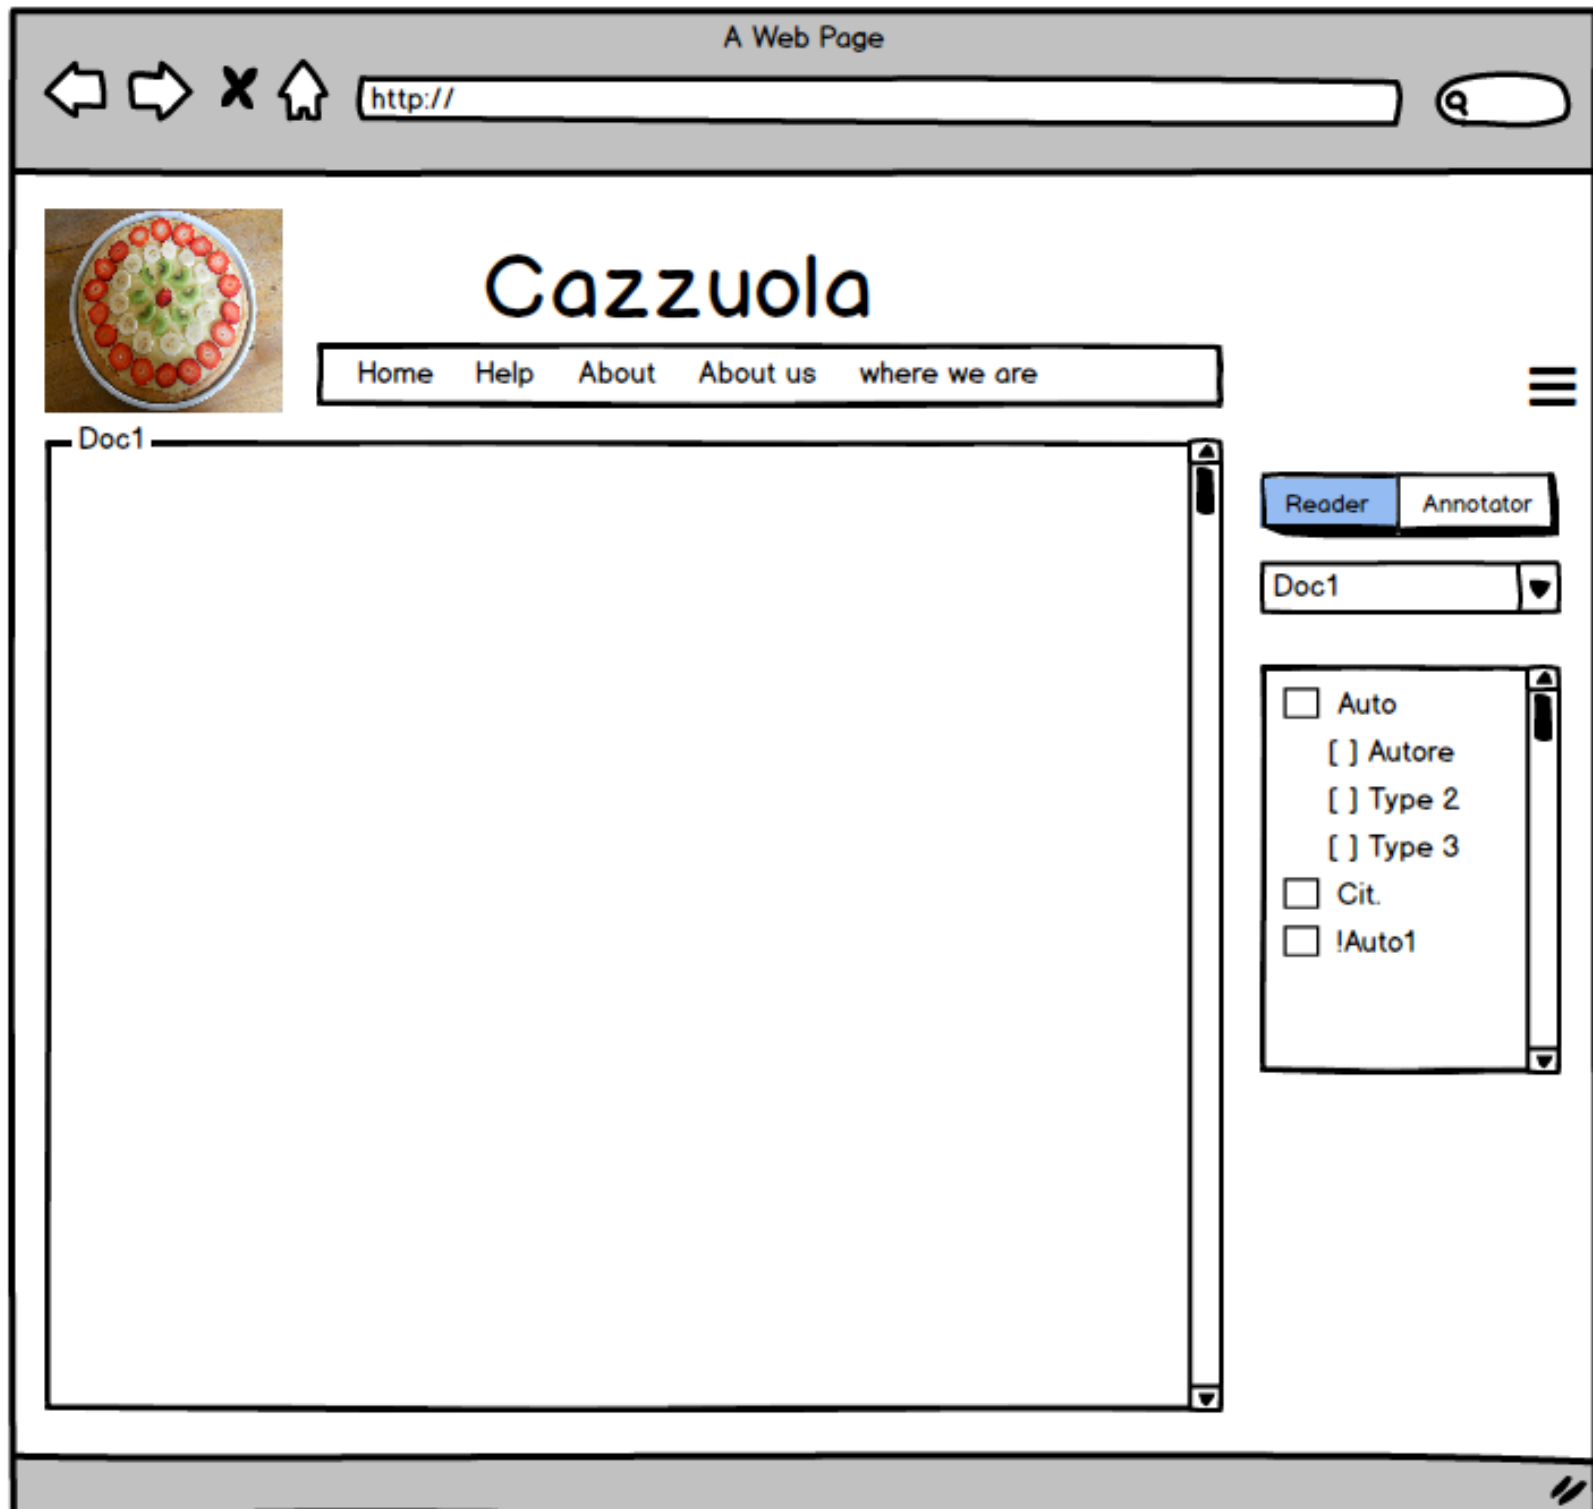 A Web Page
http://
Cazzuola
Home Help About About us where we are
Doc1
Reader Annotator
Doc1
Auto
[ ] Autore
[ ] Type 2
[ ] Type 3
Cit.
!Auto1